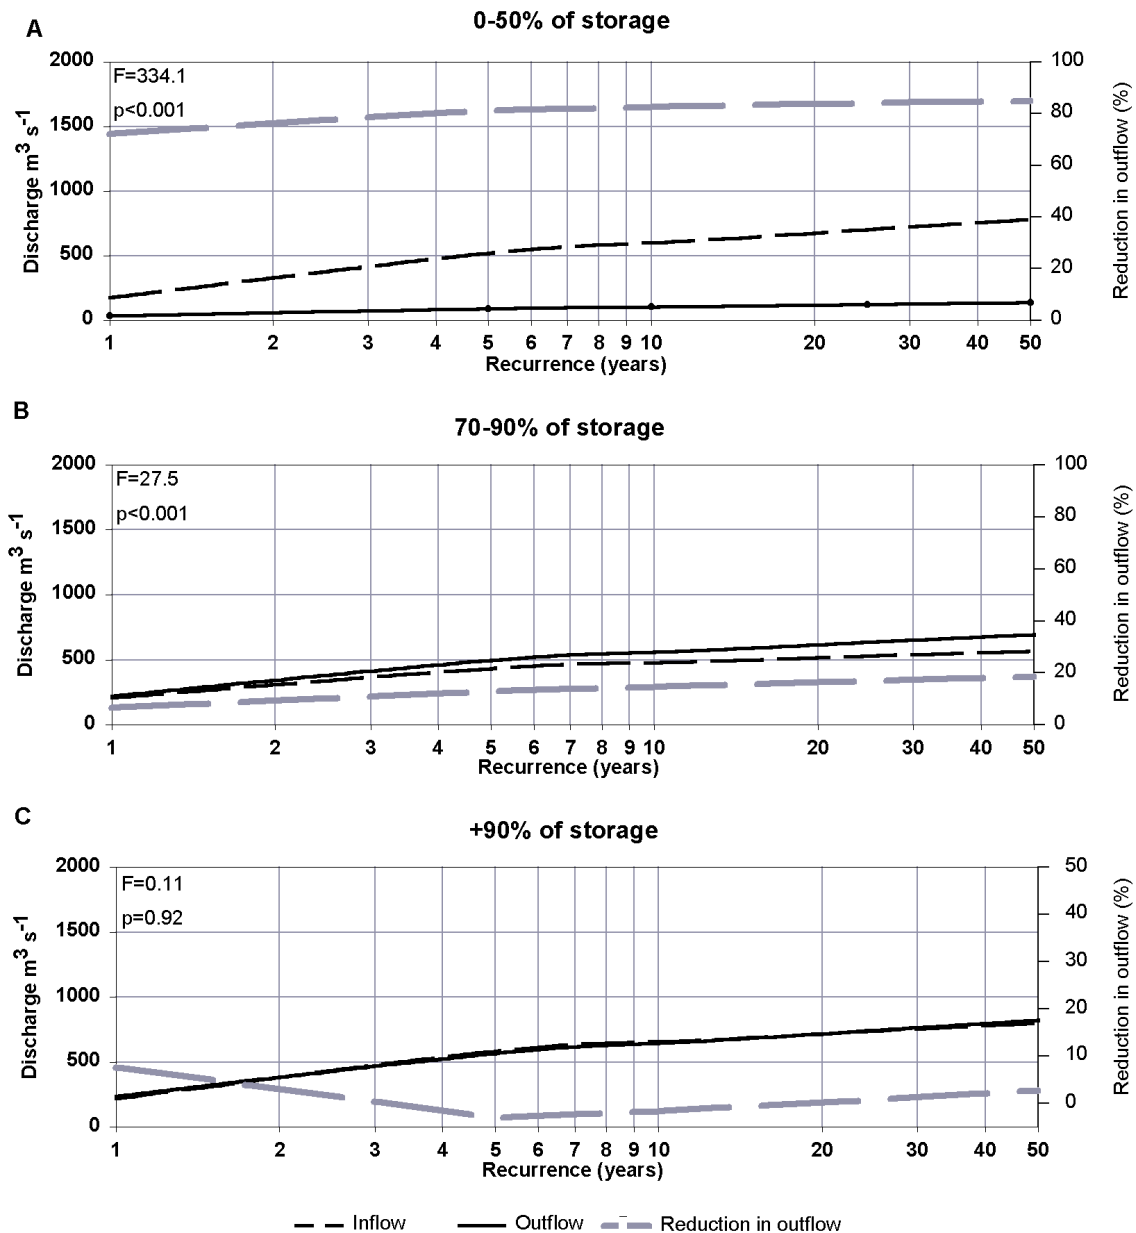 A
0-50% of storage
F=334.1
p<0.001
2000
1500
1000
500
0
Discharge m³ s⁻¹
100
80
60
40
20
0
Reduction in outflow (%)
1 2 3 4 5 6 7 8 9 10 20 30 40 50
Recurrence (years)
B
70-90% of storage
F=27.5
p<0.001
2000
1500
1000
500
0
Discharge m³ s⁻¹
100
80
60
40
20
0
Reduction in outflow (%)
1 2 3 4 5 6 7 8 9 10 20 30 40 50
Recurrence (years)
C
+90% of storage
F=0.11
p=0.92
2000
1500
1000
500
0
Discharge m³ s⁻¹
50
40
30
20
10
0
Reduction in outflow (%)
1 2 3 4 5 6 7 8 9 10 20 30 40 50
Recurrence (years)
Inflow Outflow Reduction in outflow